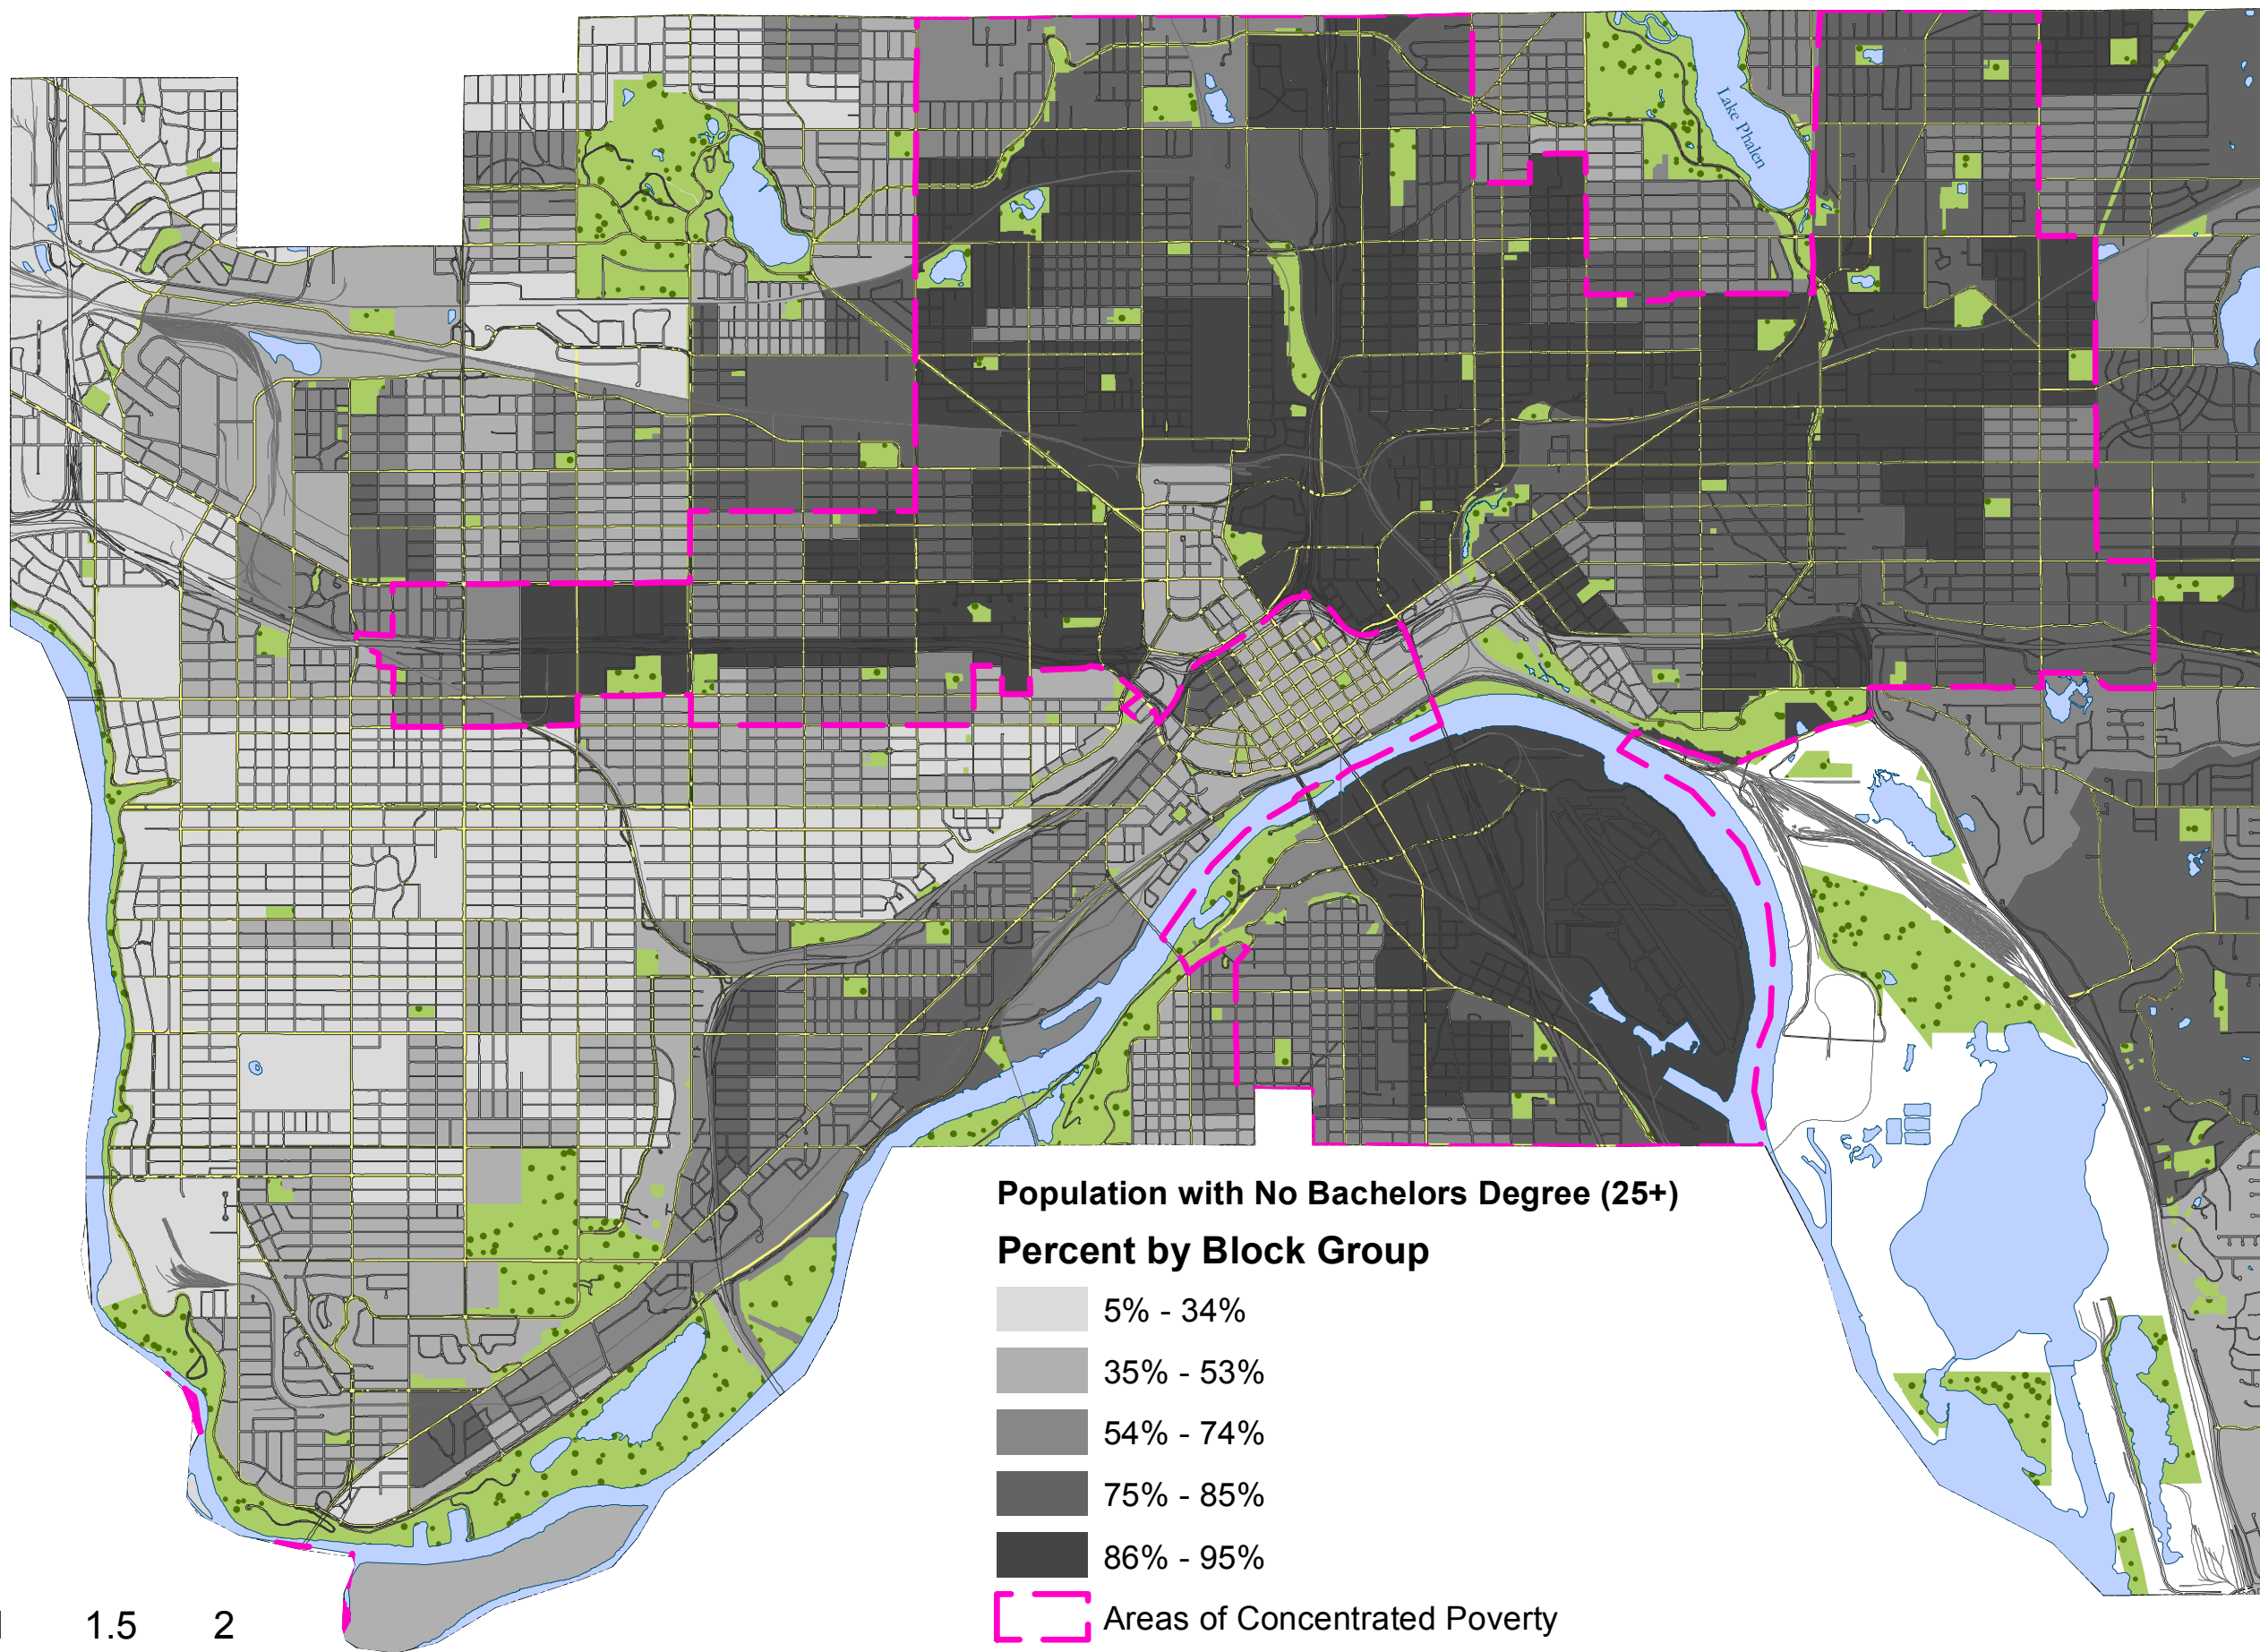 Lake Phalen
Population with No Bachelors Degree (25+)
Percent by Block Group
5% - 34%
35% - 53%
54% - 74%
75% - 85%
86% - 95%
Areas of Concentrated Poverty
1.5 2